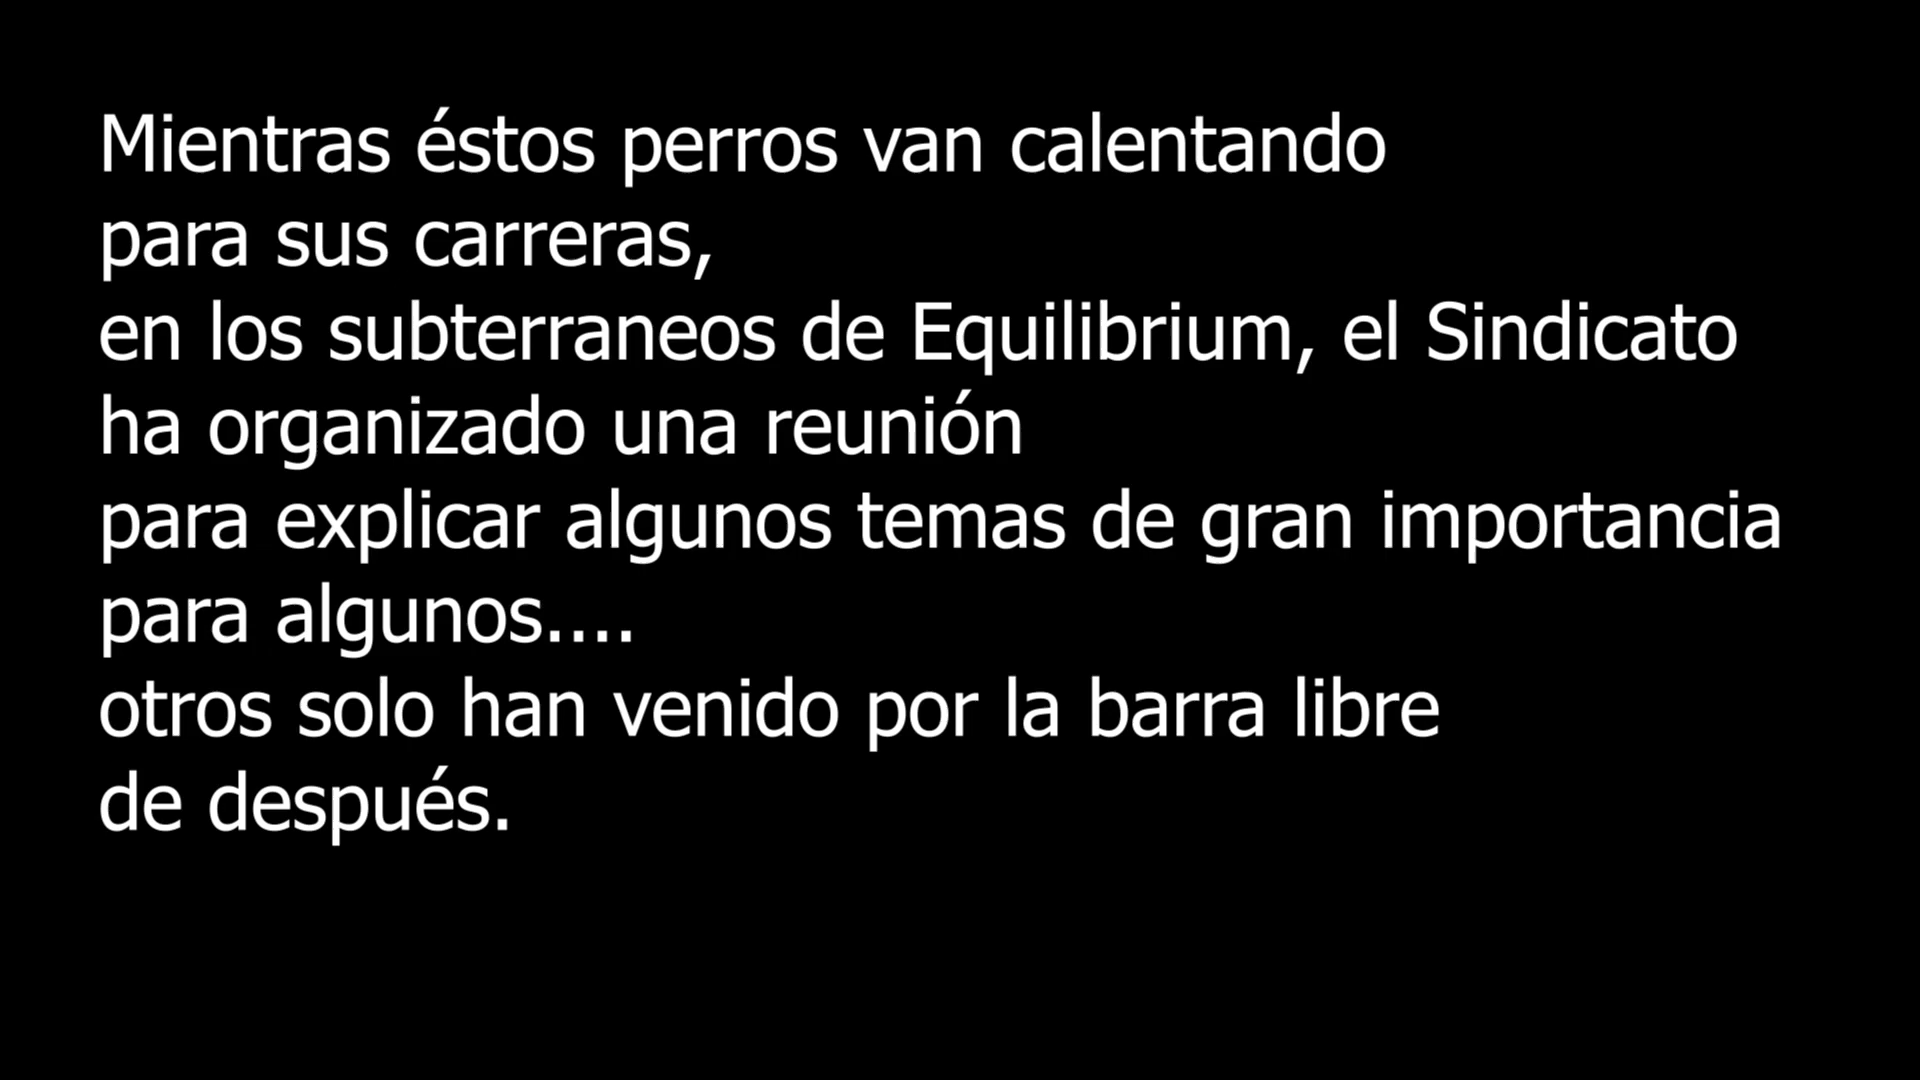 Mientras éstos perros van calentando
para sus carreras,
en los subterraneos de Equilibrium, el Sindicato
ha organizado una reunión
para explicar algunos temas de gran importancia
para algunos....
otros solo han venido por la barra libre
de después.